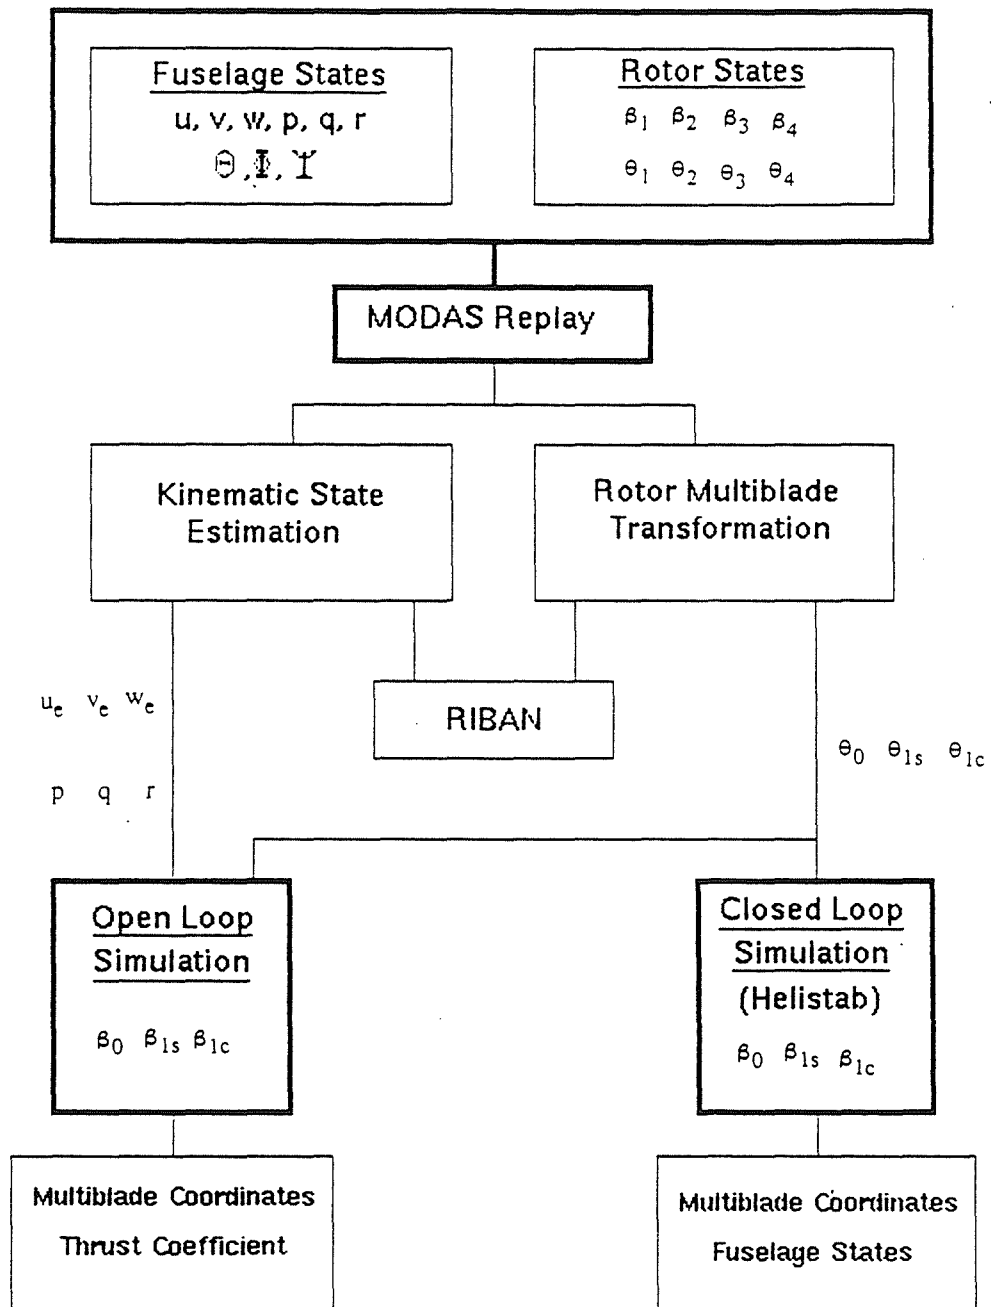 Fuselage States
u, v, w, p, q, r
Θ, Φ, Ψ
Rotor States
β1 β2 β3 β4
θ1 θ2 θ3 θ4
MODAS Replay
Kinematic State
Estimation
Rotor Multiblade
Transformation
RIBAN
ue ve we
p q r
θ0 θ1s θ1c
Open Loop
Simulation
β0 β1s β1c
Closed Loop
Simulation
(Helistab)
β0 β1s β1c
Multiblade Coordinates
Thrust Coefficient
Multiblade Coordinates
Fuselage States